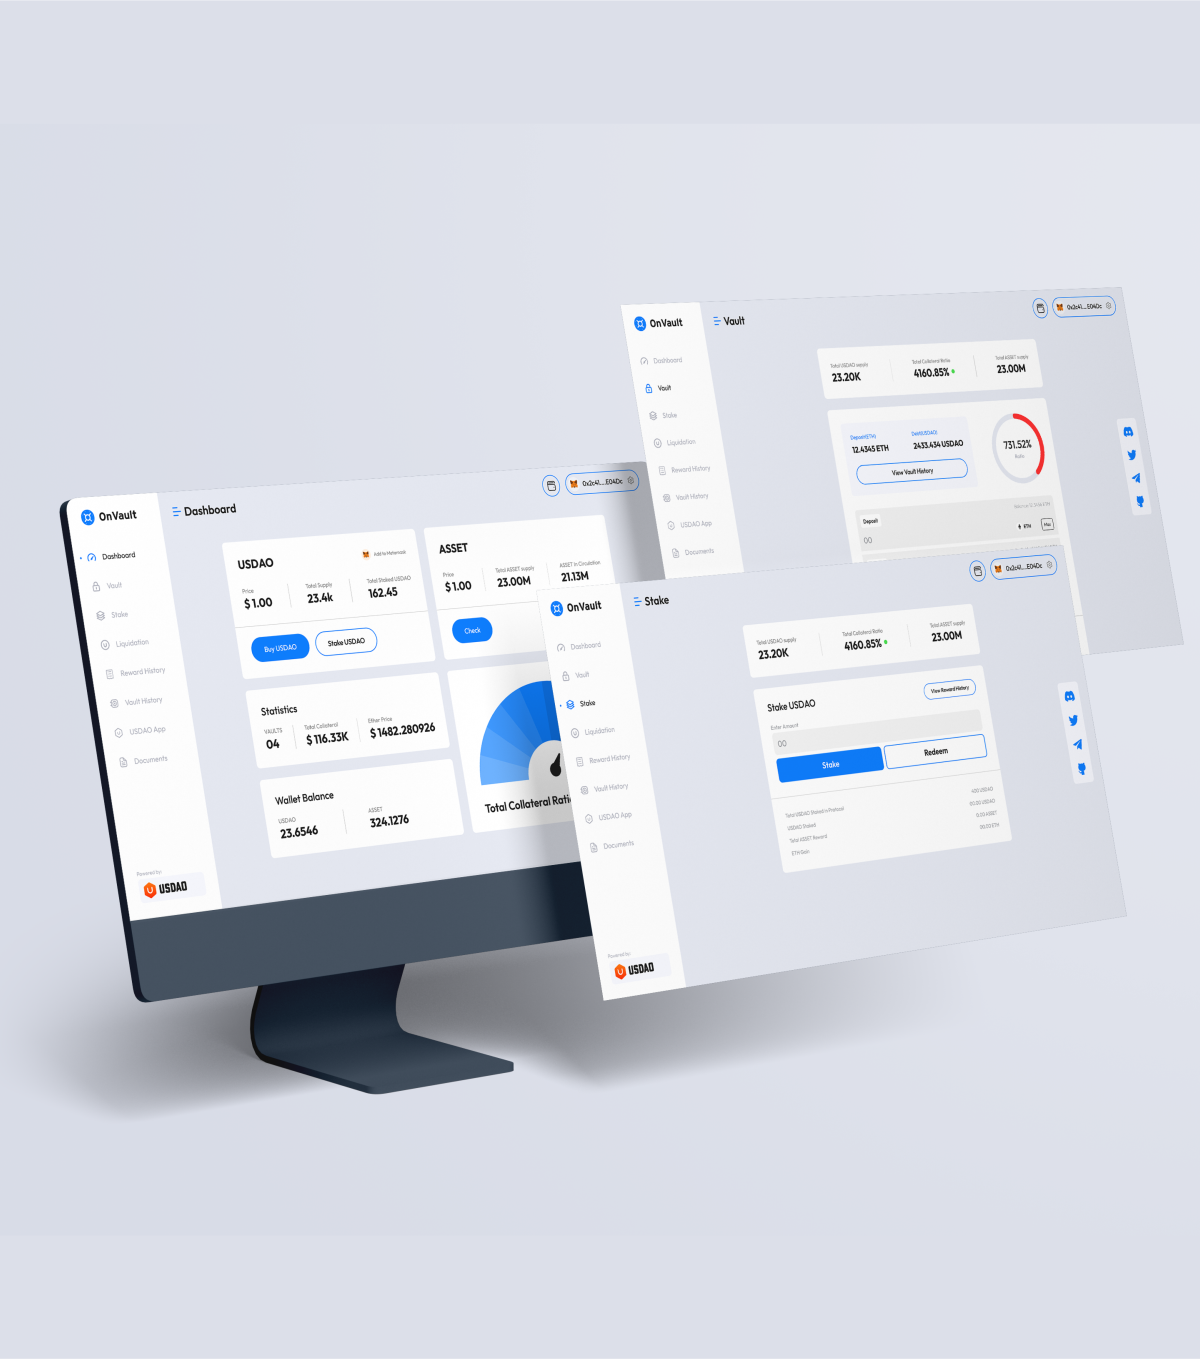 OnVault
Vault
0x2c41....E04Dc
Dashboard
Vault
Stake
Liquidation
Reward History
Vault History
USDAO App
Documents
Total USDAO supply
23.20K
Total Collateral Ratio
4160.85%
Total ASSET supply
23.00M
Deposit(ETH)
12.4345 ETH
Debt(USDAO)
2433.434 USDAO
View Vault History
731.52%
Ratio
Deposit
00
ETH
Max
OnVault
Dashboard
0x2c41....E04Dc
Dashboard
Vault
Stake
Liquidation
Reward History
Vault History
USDAO App
Documents
Powered by:
USDAO
USDAO
Add to Metamask
Price
$ 1.00
Total Supply
23.4k
Total Staked USDAO
162.45
Buy USDAO
Stake USDAO
ASSET
Price
$ 1.00
Total ASSET supply
23.00M
ASSET in Circulation
21.13M
Check
Statistics
VAULTS
04
Total Collateral
$ 116.33K
Ether Price
$ 1482.280926
Wallet Balance
USDAO
23.6546
ASSET
324.1276
Total Collateral Ratio
OnVault
Stake
0x2c41....E04Dc
Dashboard
Vault
Stake
Liquidation
Reward History
Vault History
USDAO App
Documents
Powered by:
USDAO
Total USDAO supply
23.20K
Total Collateral Ratio
4160.85%
Total ASSET supply
23.00M
Stake USDAO
View Reward History
Enter Amount
00
Stake
Redeem
Total USDAO Staked in Protocol
400 USDAO
USDAO Staked
00.00 USDAO
Total ASSET Reward
0.00 ASSET
ETH Gain
00.00 ETH